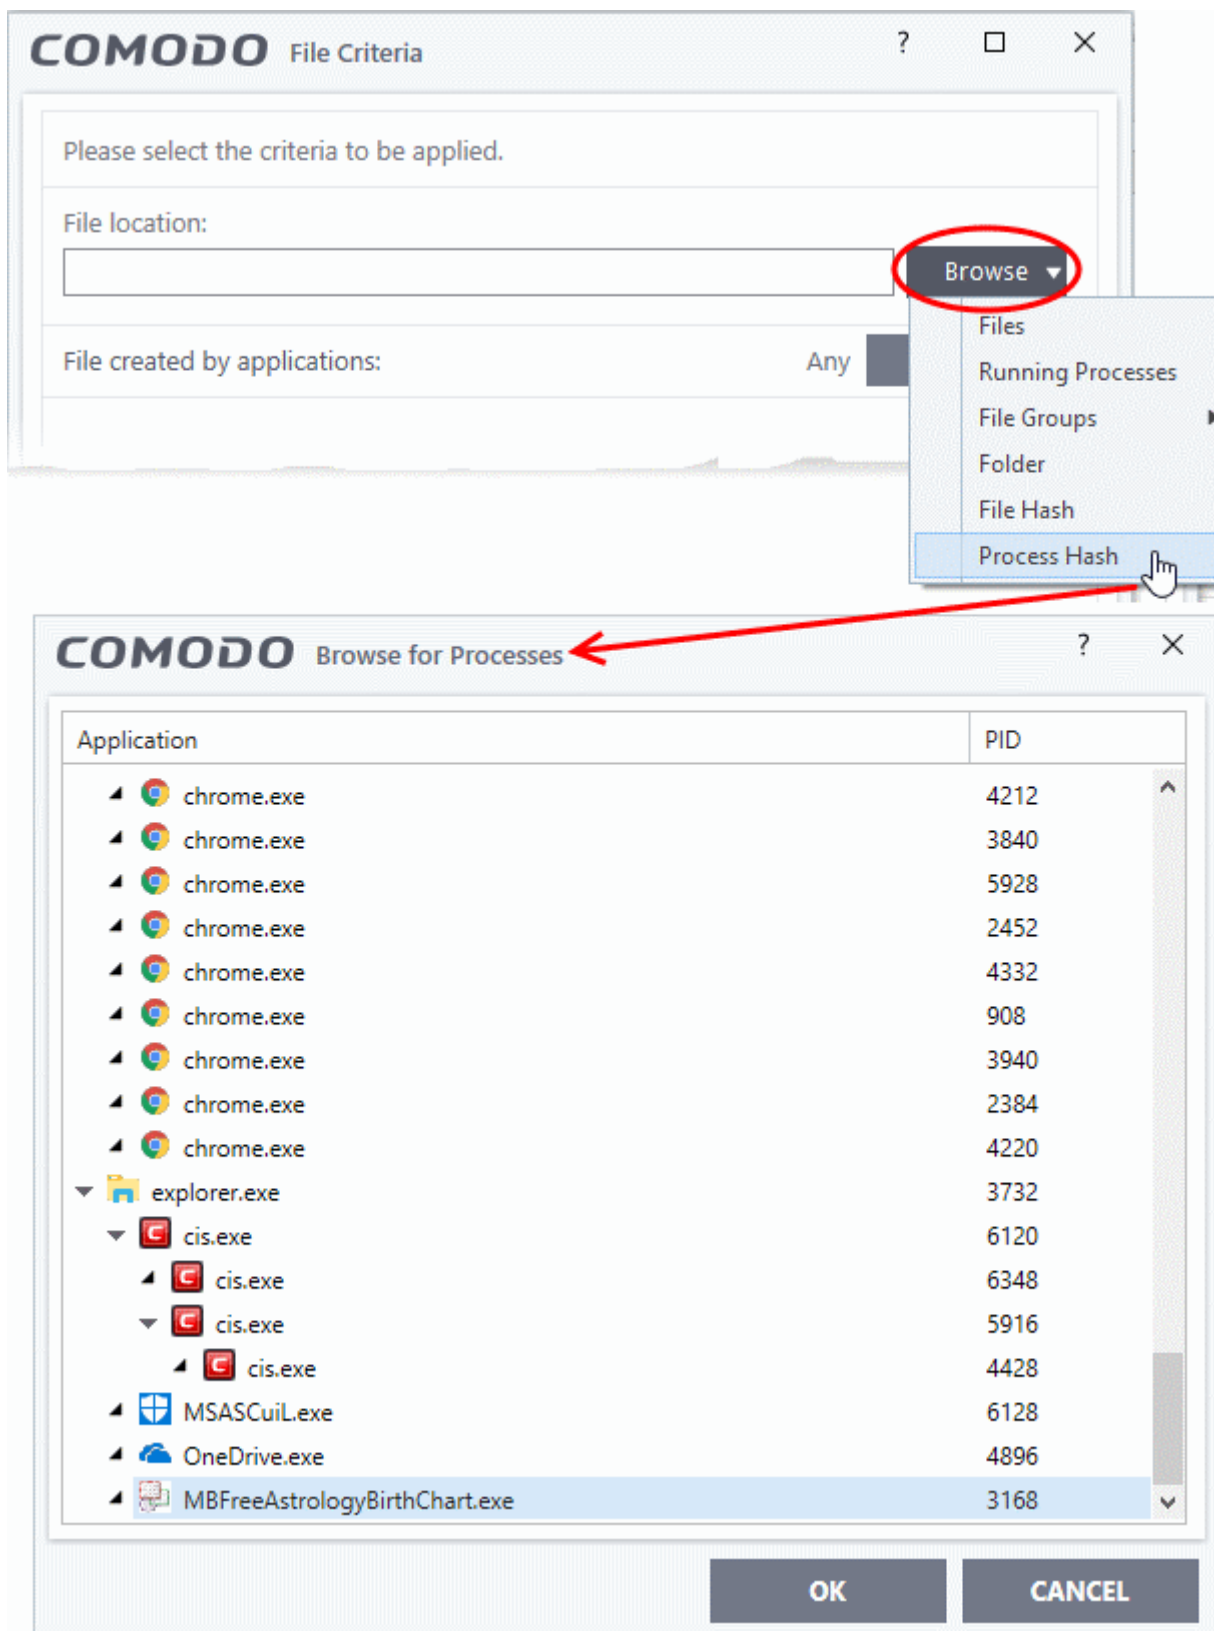 COMODO File Criteria ?
Please select the criteria to be applied.
File location:
Browse
Files
File created by applications: Any
Running Processes
File Groups
Folder
File Hash
Process Hash
COMODO Browse for Processes ?
Application PID
chrome.exe 4212
chrome.exe 3840
chrome.exe 5928
chrome.exe 2452
chrome.exe 4332
chrome.exe 908
chrome.exe 3940
chrome.exe 2384
chrome.exe 4220
explorer.exe 3732
cis.exe 6120
cis.exe 6348
cis.exe 5916
cis.exe 4428
MSASCuiL.exe 6128
OneDrive.exe 4896
MBFreeAstrologyBirthChart.exe 3168
OK CANCEL